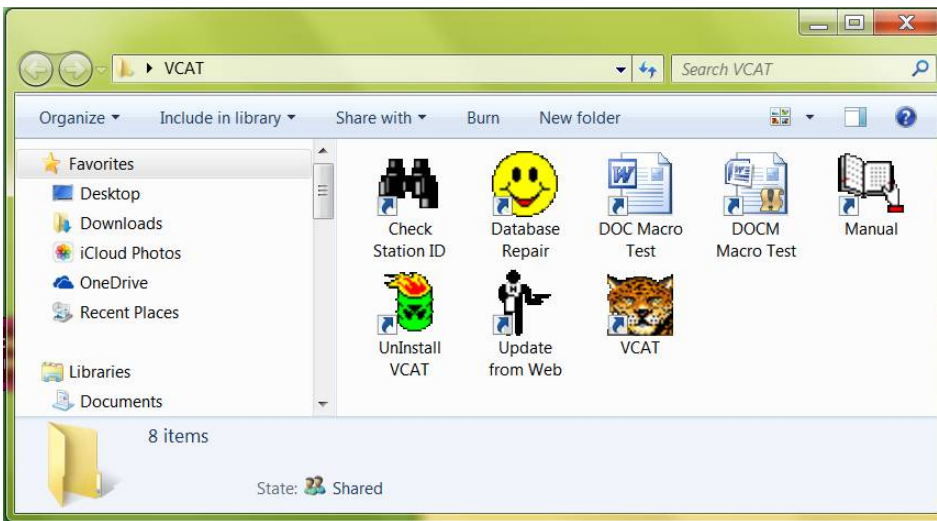 VCAT
Search VCAT
Organize
Include in library
Share with
Burn
New folder
Favorites
Desktop
Downloads
iCloud Photos
OneDrive
Recent Places
Libraries
Documents
Check
Station ID
Database
Repair
DOC Macro
Test
DOCM
Macro Test
Manual
UnInstall
VCAT
Update
from Web
VCAT
8 items
State: Shared